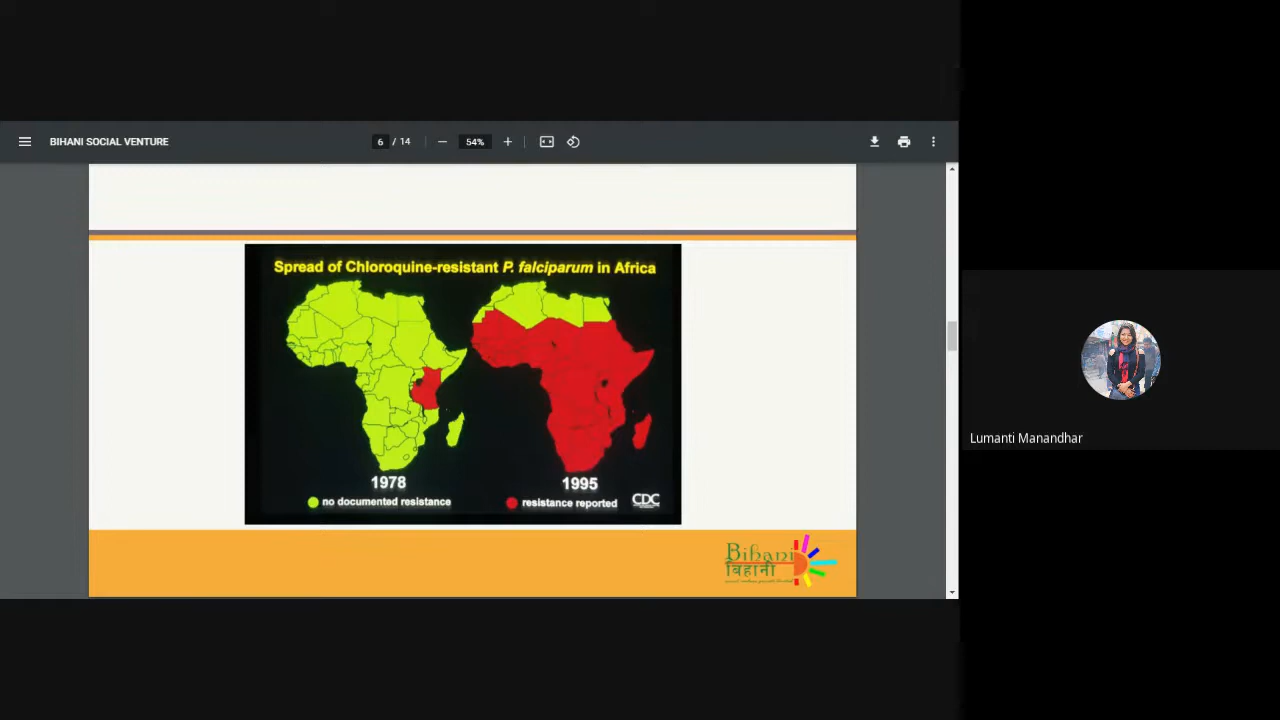 BIHANI SOCIAL VENTURE
6 / 14
54%
Spread of Chloroquine-resistant P. falciparum in Africa
1978
1995
no documented resistance
resistance reported
CDC
Bihani
बिहानी
Lumanti Manandhar